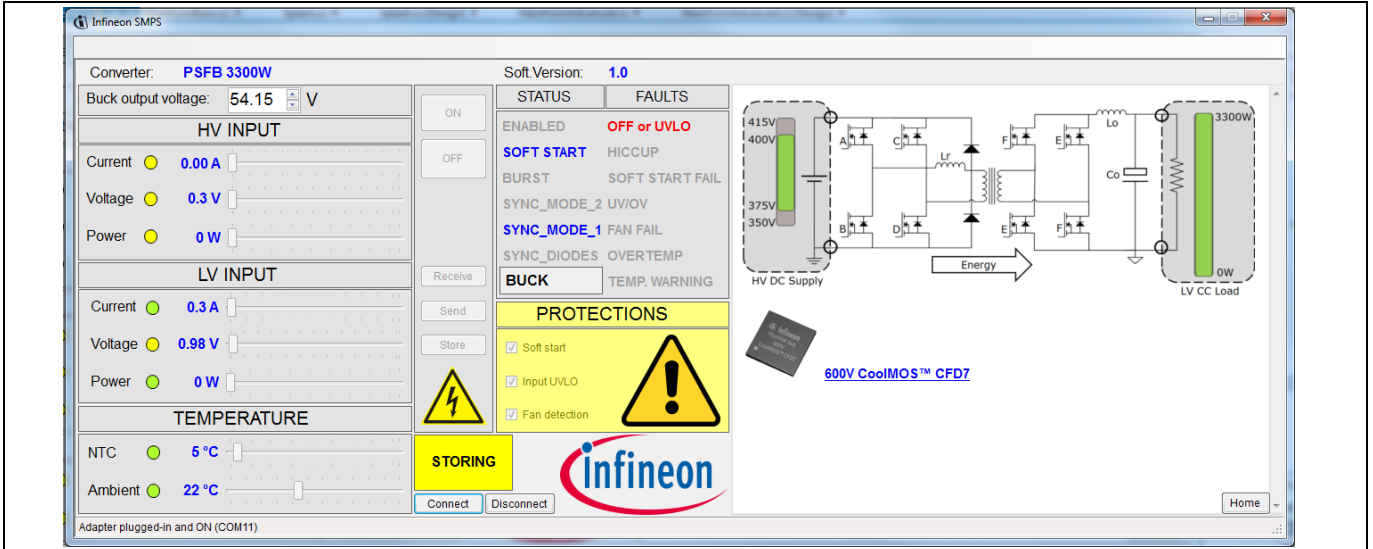 Infineon SMPS
Converter: PSFB 3300W Soft.Version: 1.0
Buck output voltage: 54.15 V
HV INPUT
Current 0.00 A
Voltage 0.3 V
Power 0 W
LV INPUT
Current 0.3 A
Voltage 0.98 V
Power 0 W
TEMPERATURE
NTC 5 °C
Ambient 22 °C
ON
OFF
Receive
Send
Store
STORING
Connect Disconnect
STATUS FAULTS
ENABLED OFF or UVLO
SOFT START HICCUP
BURST SOFT START FAIL
SYNC_MODE_2 UV/OV
SYNC_MODE_1 FAN FAIL
SYNC_DIODES OVERTEMP
BUCK TEMP. WARNING
PROTECTIONS
Soft start
Input UVLO
Fan detection
infineon
415V
400V
375V
350V
HV DC Supply
A C F E
Lr
Lo
Co
B D E F
Energy
3300W
0W
LV CC Load
600V CoolMOS™ CFD7
Home
Adapter plugged-in and ON (COM11)